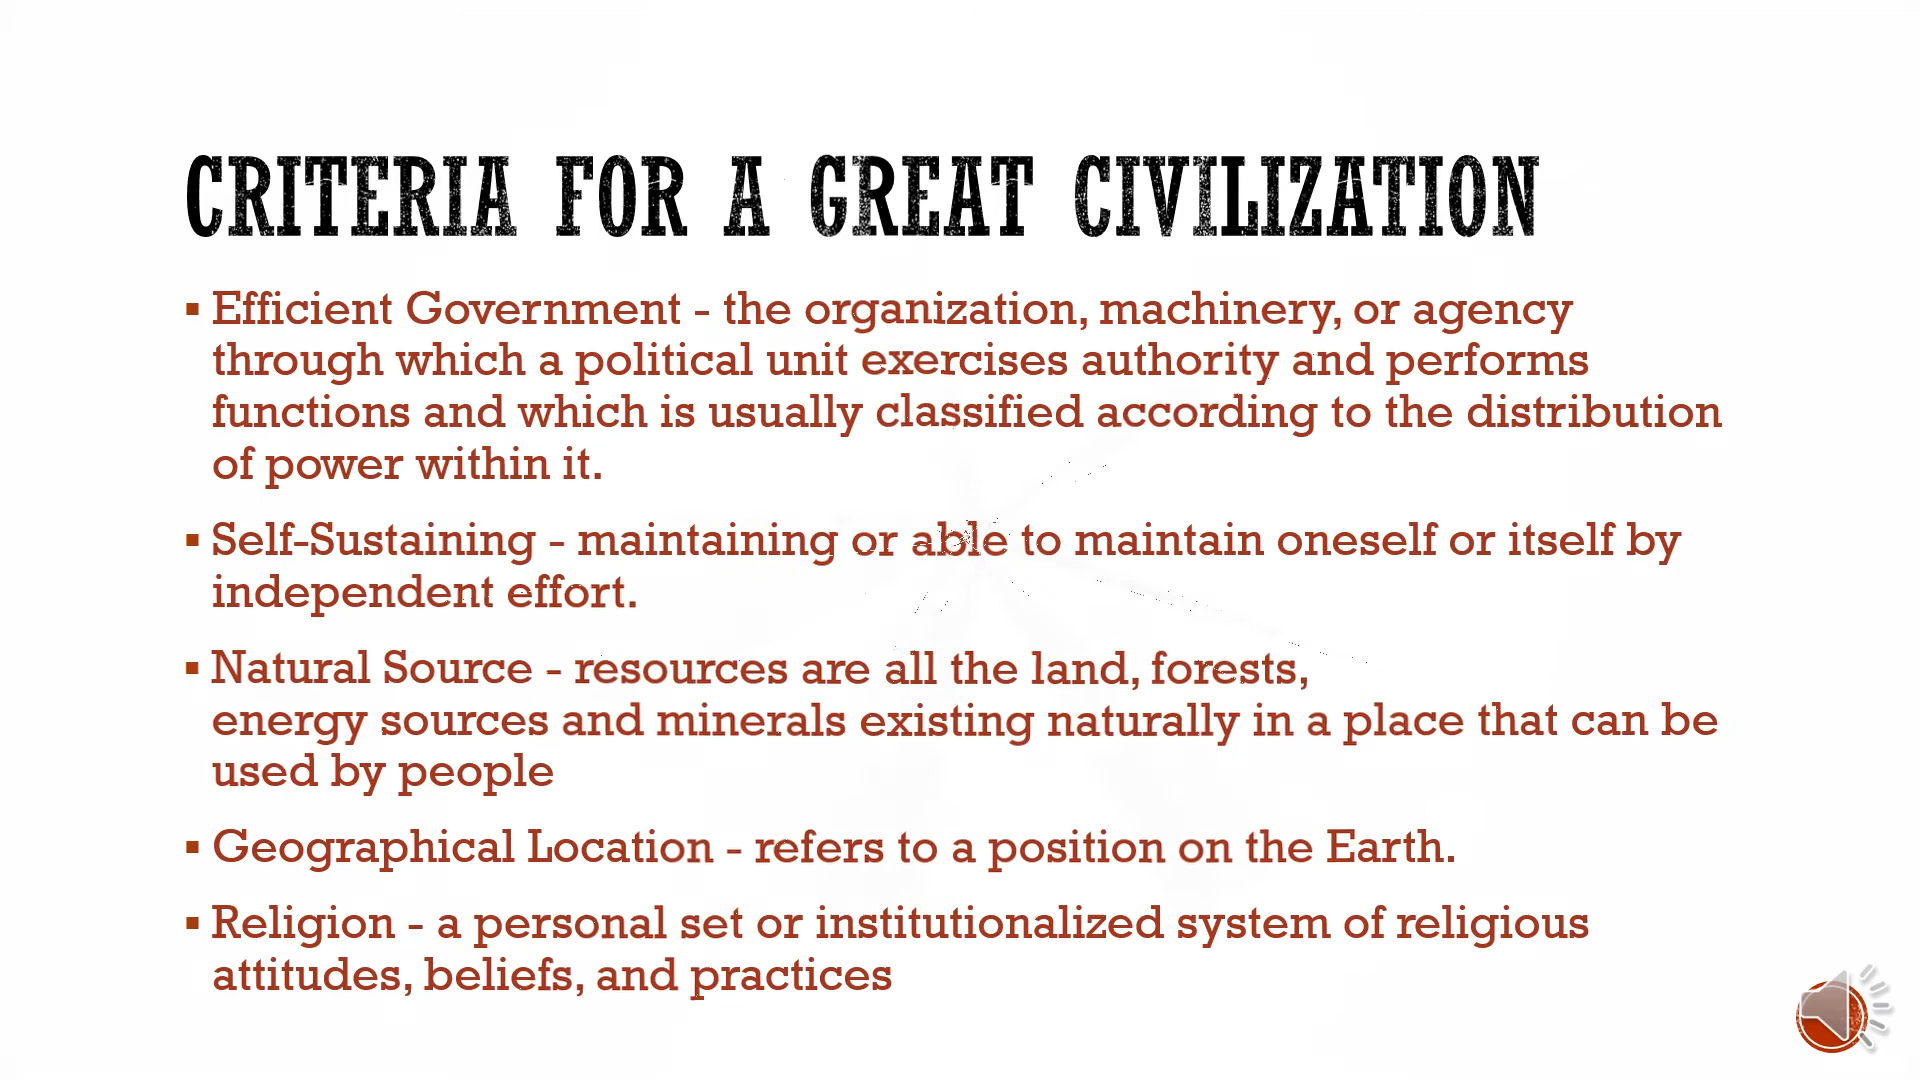 CRITERIA FOR A GREAT CIVILIZATION
▪ Efficient Government - the organization, machinery, or agency
through which a political unit exercises authority and performs
functions and which is usually classified according to the distribution
of power within it.
▪ Self-Sustaining - maintaining or able to maintain oneself or itself by
independent effort.
▪ Natural Source - resources are all the land, forests,
energy sources and minerals existing naturally in a place that can be
used by people
▪ Geographical Location - refers to a position on the Earth.
▪ Religion - a personal set or institutionalized system of religious
attitudes, beliefs, and practices